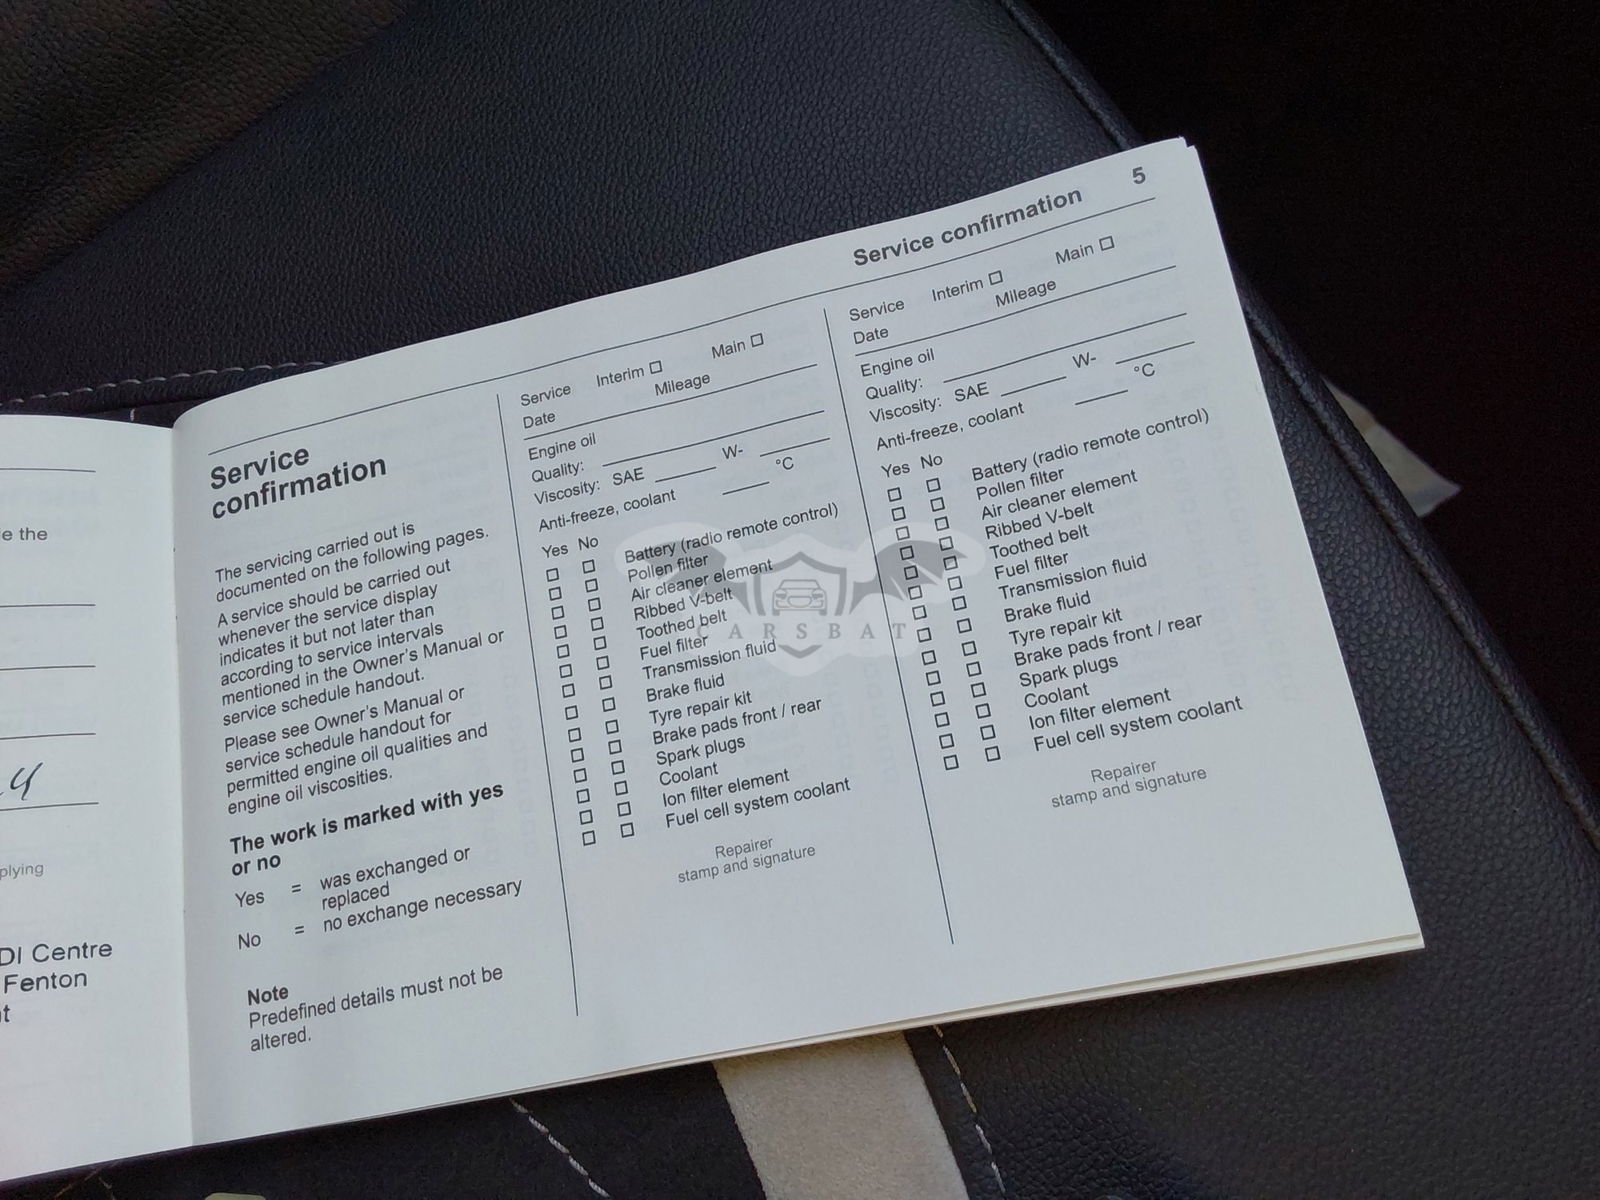 e the
4
plying
DI Centre
Fenton
t
Service confirmation 5
Service
confirmation
The servicing carried out is
documented on the following pages.
A service should be carried out
whenever the service display
indicates it but not later than
according to service intervals
mentioned in the Owner's Manual or
service schedule handout.
Please see Owner's Manual or
service schedule handout for
permitted engine oil qualities and
engine oil viscosities.
The work is marked with yes
or no
Yes = was exchanged or
replaced
No = no exchange necessary
Note
Predefined details must not be
altered.
Service Interim Main
Date Mileage
Engine oil
Quality:
Viscosity: SAE W-
Anti-freeze, coolant °C
Yes No
Battery (radio remote control)
Pollen filter
Air cleaner element
Ribbed V-belt
Toothed belt
Fuel filter
Transmission fluid
Brake fluid
Tyre repair kit
Brake pads front / rear
Spark plugs
Coolant
Ion filter element
Fuel cell system coolant
Repairer
stamp and signature
Service Interim Main
Date Mileage
Engine oil
Quality:
Viscosity: SAE W-
Anti-freeze, coolant °C
Yes No
Battery (radio remote control)
Pollen filter
Air cleaner element
Ribbed V-belt
Toothed belt
Fuel filter
Transmission fluid
Brake fluid
Tyre repair kit
Brake pads front / rear
Spark plugs
Coolant
Ion filter element
Fuel cell system coolant
Repairer
stamp and signature
CARSBAT